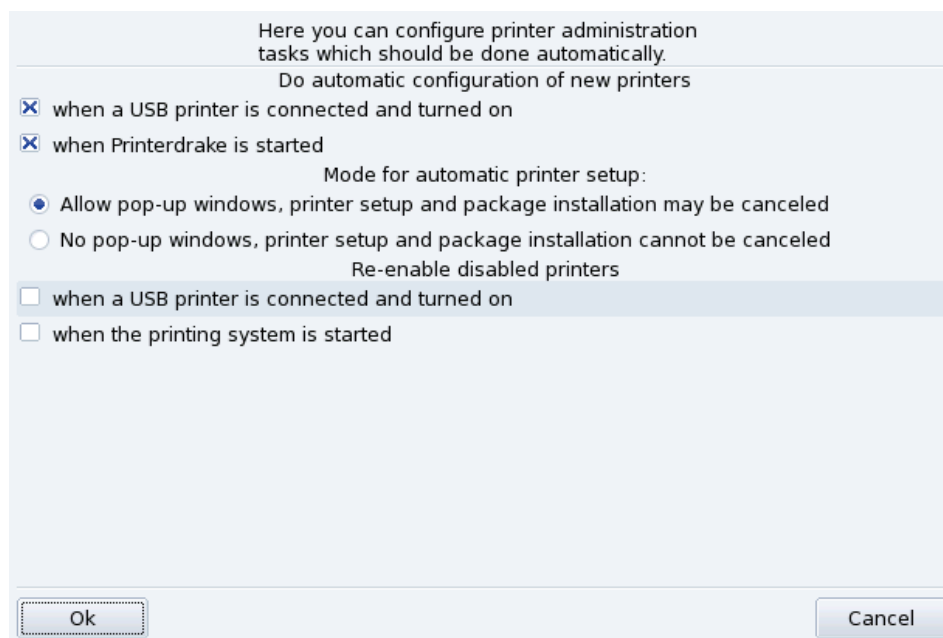 Here you can configure printer administration
tasks which should be done automatically.
Do automatic configuration of new printers
when a USB printer is connected and turned on
when Printerdrake is started
Mode for automatic printer setup:
Allow pop-up windows, printer setup and package installation may be canceled
No pop-up windows, printer setup and package installation cannot be canceled
Re-enable disabled printers
when a USB printer is connected and turned on
when the printing system is started
Ok
Cancel